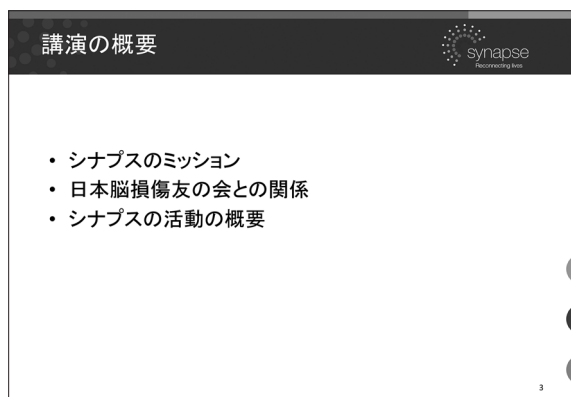 講演の概要
synapse
Reconnecting lives
• シナプスのミッション
• 日本脳損傷友の会との関係
• シナプスの活動の概要
3